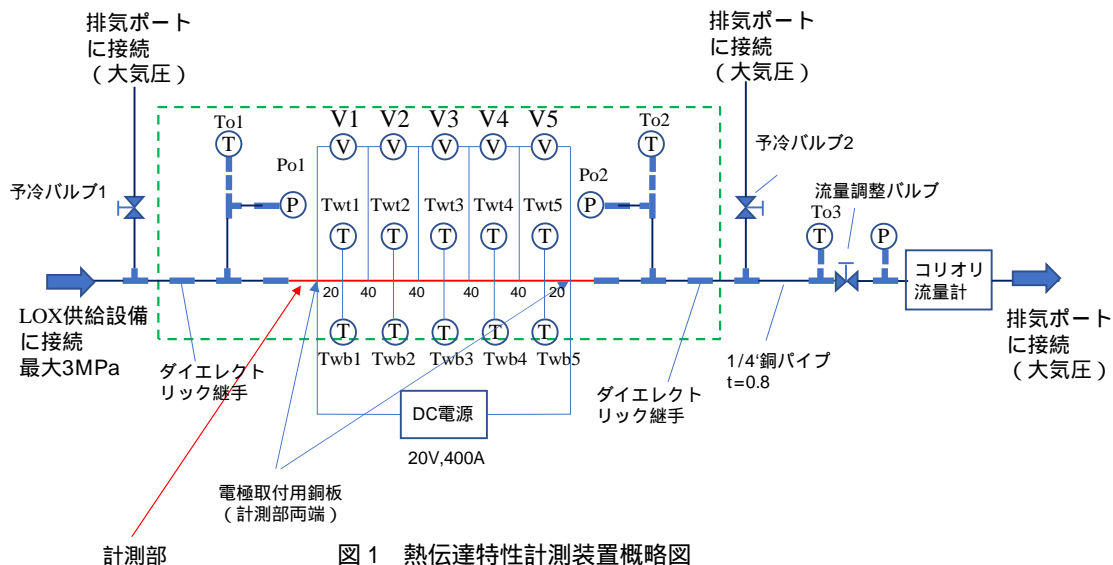 排気ポート
に接続
（大気圧）
排気ポート
に接続
（大気圧）
To1
T
V1
V2
V3
V4
V5
V
V
V
V
V
To2
T
予冷バルブ2
予冷バルブ1
Po1
P
Po2
P
流量調整バルブ
Twt1
Twt2
Twt3
Twt4
Twt5
T
T
T
T
T
To3
T
P
コリオリ
流量計
20
40
40
40
40
20
LOX供給設備
に接続
最大3MPa
T
T
T
T
T
Twb1
Twb2
Twb3
Twb4
Twb5
ダイエレクト
リック継手
ダイエレクト
リック継手
1/4‘銅パイプ
t=0.8
排気ポート
に接続
（大気圧）
DC電源
20V,400A
電極取付用銅板
（計測部両端）
計測部
図１ 熱伝達特性計測装置概略図